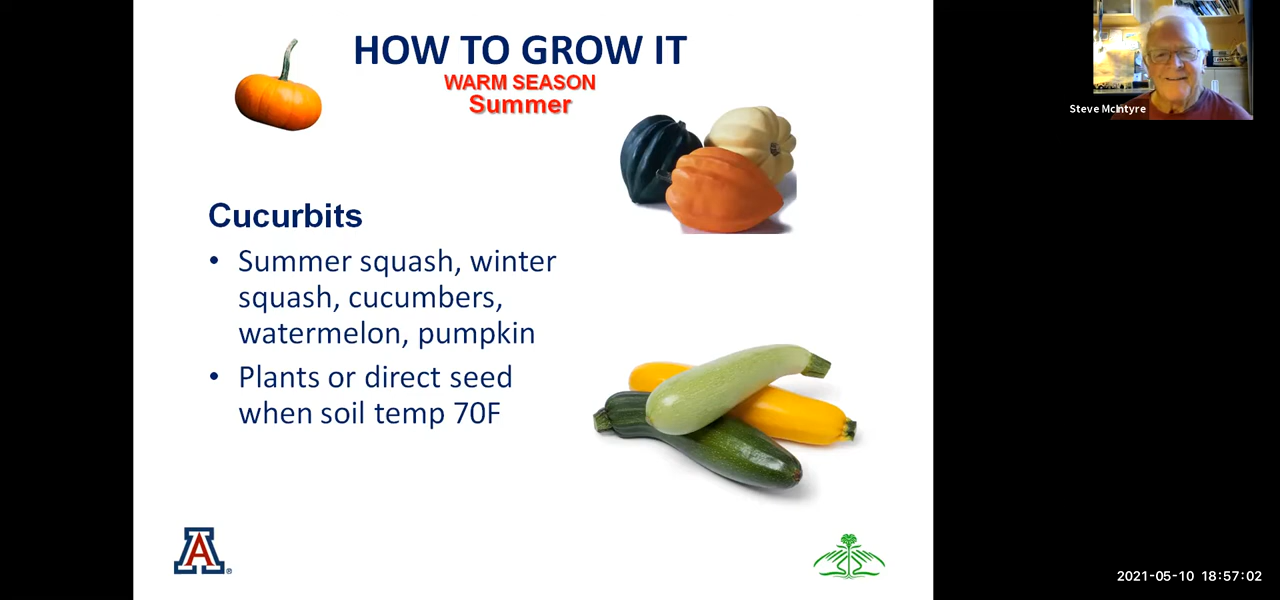 HOW TO GROW IT
WARM SEASON
Summer
Steve McIntyre
Cucurbits
• Summer squash, winter
squash, cucumbers,
watermelon, pumpkin
• Plants or direct seed
when soil temp 70F
A
®
2021-05-10 18:57:02